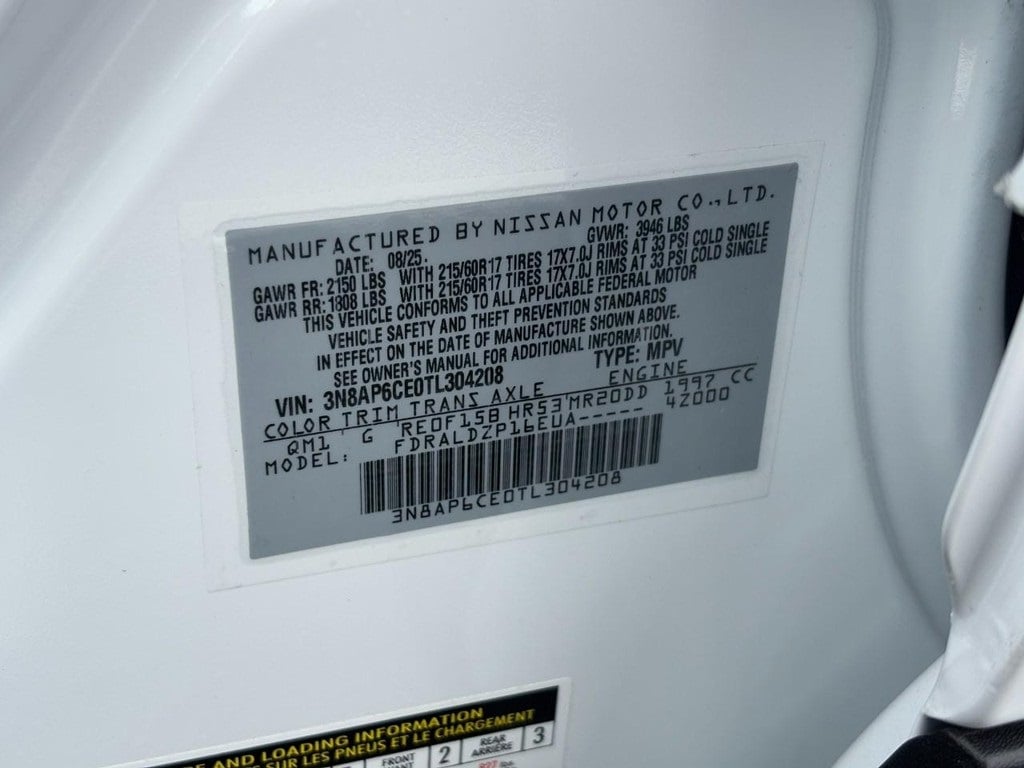 MANUFACTURED BY NISSAN MOTOR CO.,LTD.
DATE: 08/25. GVWR: 3946 LBS
GAWR FR: 2150 LBS WITH 215/60R17 TIRES 17X7.0J RIMS AT 33 PSI COLD SINGLE
GAWR RR: 1808 LBS WITH 215/60R17 TIRES 17X7.0J RIMS AT 33 PSI COLD SINGLE
THIS VEHICLE CONFORMS TO ALL APPLICABLE FEDERAL MOTOR
VEHICLE SAFETY AND THEFT PREVENTION STANDARDS
IN EFFECT ON THE DATE OF MANUFACTURE SHOWN ABOVE.
SEE OWNER'S MANUAL FOR ADDITIONAL INFORMATION.
VIN: 3N8AP6CE0TL304208 TYPE: MPV
COLOR TRIM TRANS AXLE ENGINE
QM1 G RE0F15B HR53 MR20DD 1997 CC
MODEL: FDRALDZP16EUA----- 4Z000
3N8AP6CE0TL304208
AND LOADING INFORMATION
SUR LES PNEUS ET LE CHARGEMENT
FRONT 2 REAR ARRIÈRE 3